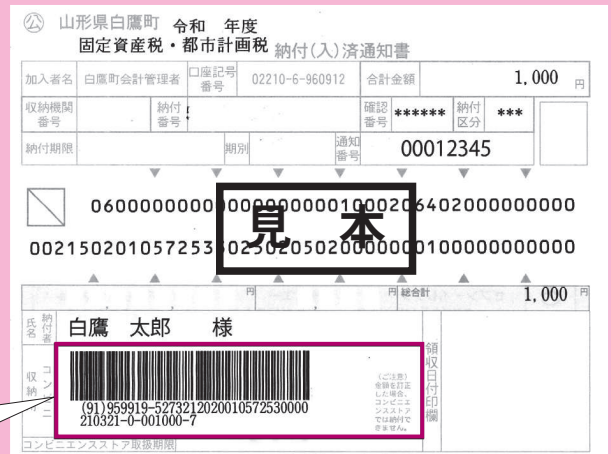 公 山形県白鷹町 令和 年度
固定資産税・都市計画税 納付(入)済通知書
加入者名 白鷹町会計管理者 口座記号番号 02210-6-960912 合計金額 1,000 円
収納機関番号 納付番号 確認番号 ****** 納付区分 ***
納付期限 期別 通知番号 00012345
見本
円 円 総合計 1,000 円
納付者氏名 白鷹 太郎 様
(91)959919-5273212020010572530000
210321-0-001000-7
(ご注意)
金額を訂正
した場合、
コンビニエ
ンスストア
では納付で
きません。
領収日付印欄
コンビニエンスストア取扱期限